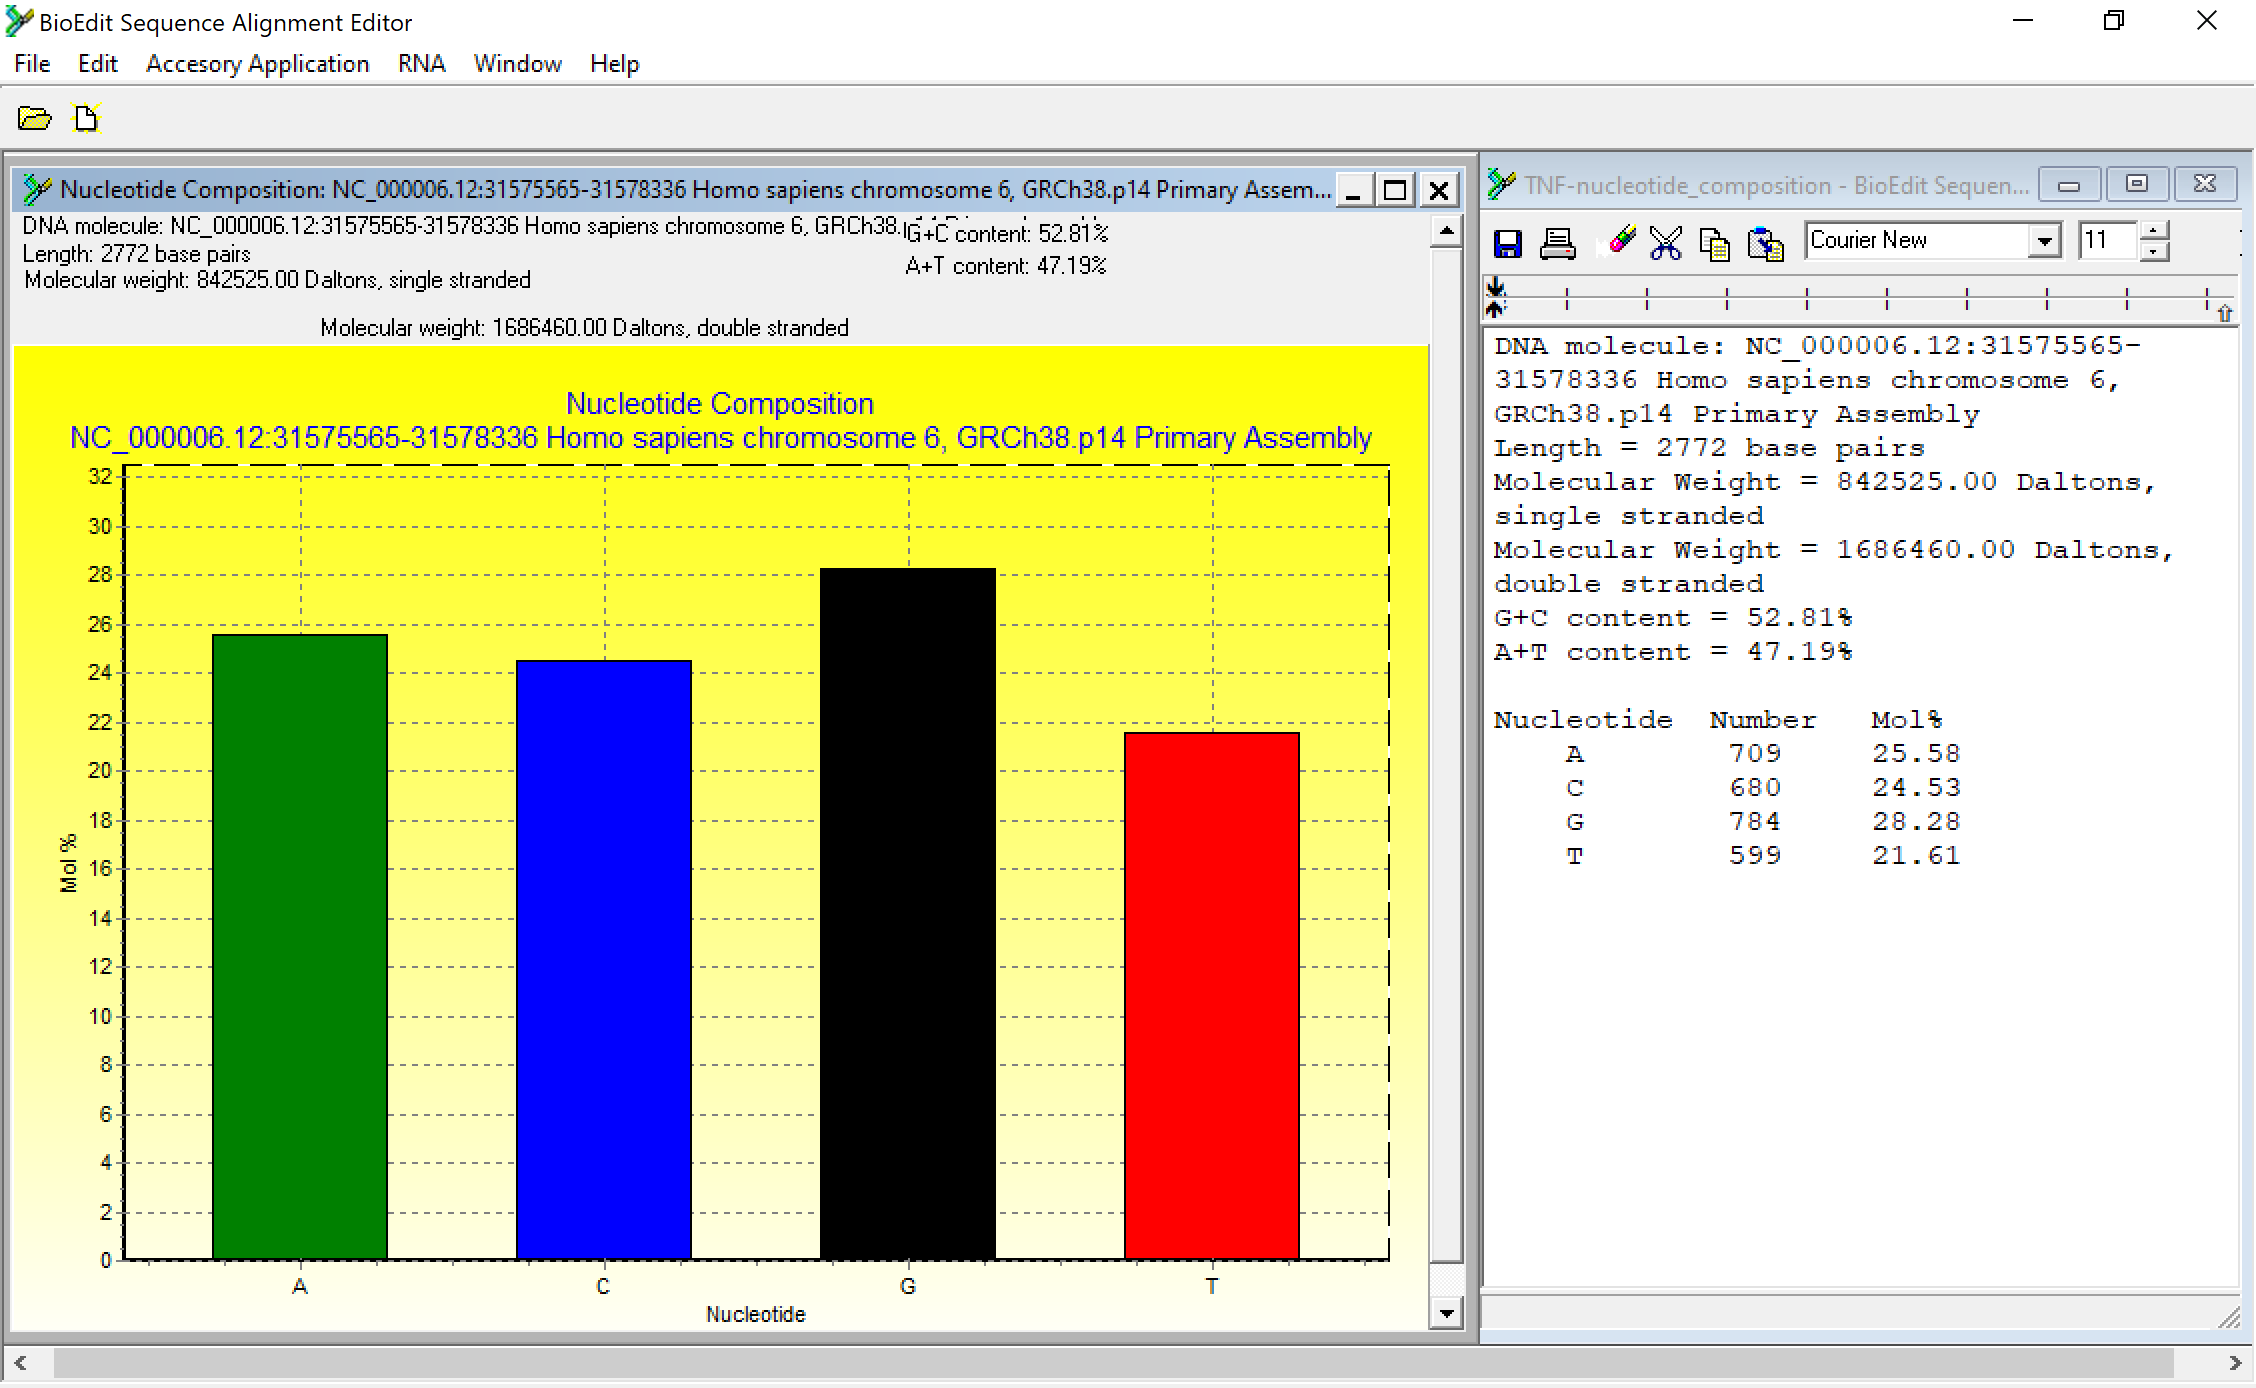 BioEdit Sequence Alignment Editor
File Edit Accesory Application RNA Window Help
Nucleotide Composition: NC_000006.12:31575565-31578336 Homo sapiens chromosome 6, GRCh38.p14 Primary Assem...
DNA molecule: NC_000006.12:31575565-31578336 Homo sapiens chromosome 6, GRCh38.
G+C content: 52.81%
Length: 2772 base pairs
A+T content: 47.19%
Molecular weight: 842525.00 Daltons, single stranded
Molecular weight: 1686460.00 Daltons, double stranded
Nucleotide Composition
NC_000006.12:31575565-31578336 Homo sapiens chromosome 6, GRCh38.p14 Primary Assembly
Mol %
32
30
28
26
24
22
20
18
16
14
12
10
8
6
4
2
0
A C G T
Nucleotide
TNF-nucleotide_composition - BioEdit Sequen...
Courier New 11
DNA molecule: NC_000006.12:31575565-
31578336 Homo sapiens chromosome 6,
GRCh38.p14 Primary Assembly
Length = 2772 base pairs
Molecular Weight = 842525.00 Daltons,
single stranded
Molecular Weight = 1686460.00 Daltons,
double stranded
G+C content = 52.81%
A+T content = 47.19%
Nucleotide Number Mol%
A 709 25.58
C 680 24.53
G 784 28.28
T 599 21.61